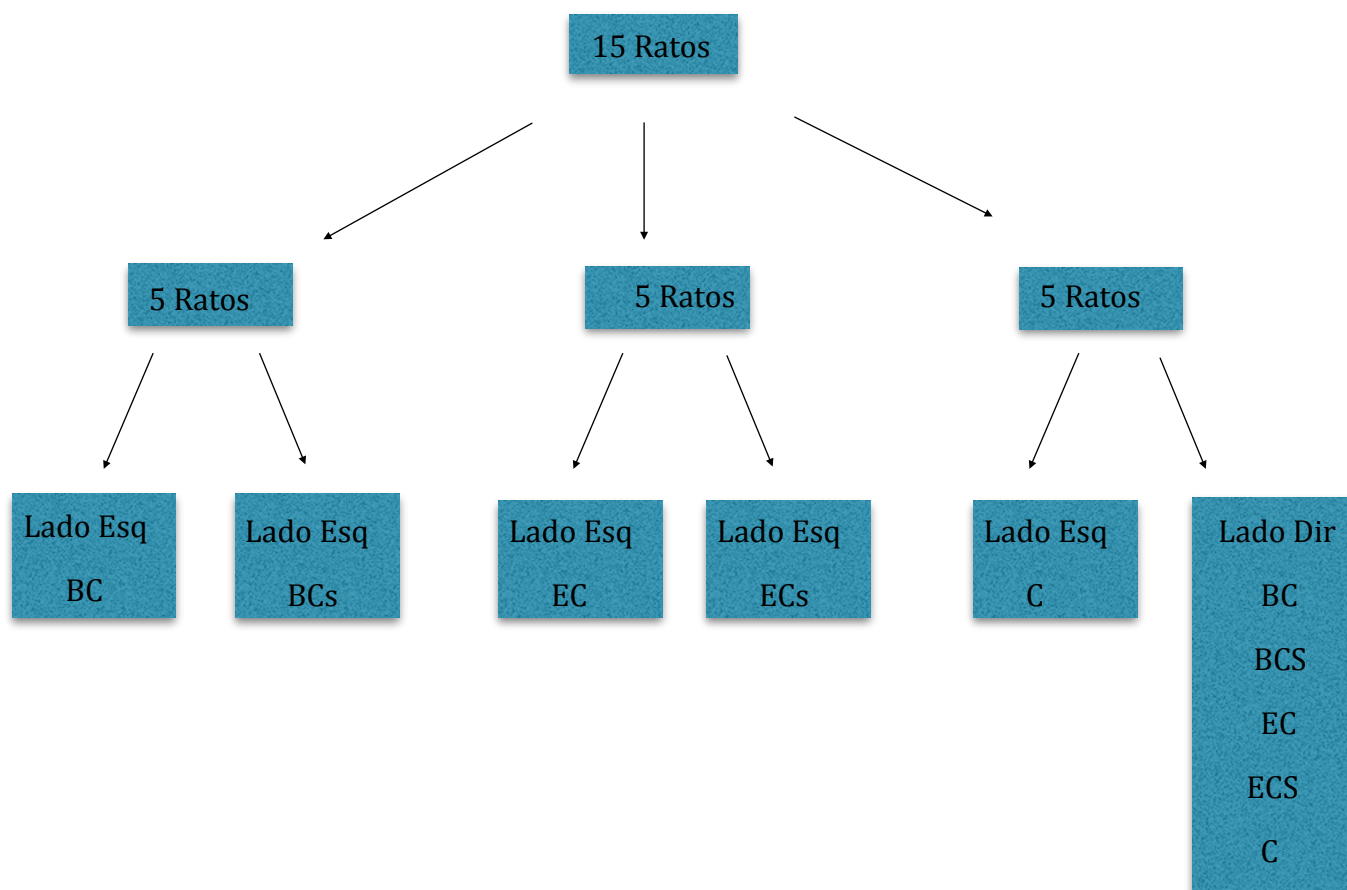 15 Ratos
5 Ratos
5 Ratos
5 Ratos
Lado Esq
BC
Lado Esq
BCs
Lado Esq
EC
Lado Esq
ECs
Lado Esq
C
Lado Dir
BC
BCS
EC
ECS
C